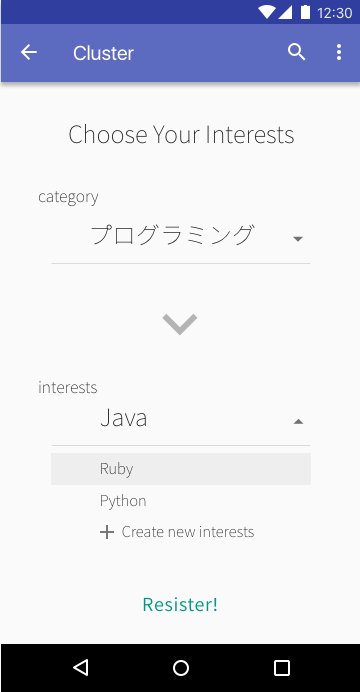 12:30
Cluster
Choose Your Interests
category
プログラミング
interests
Java
Ruby
Python
Create new interests
Resister!